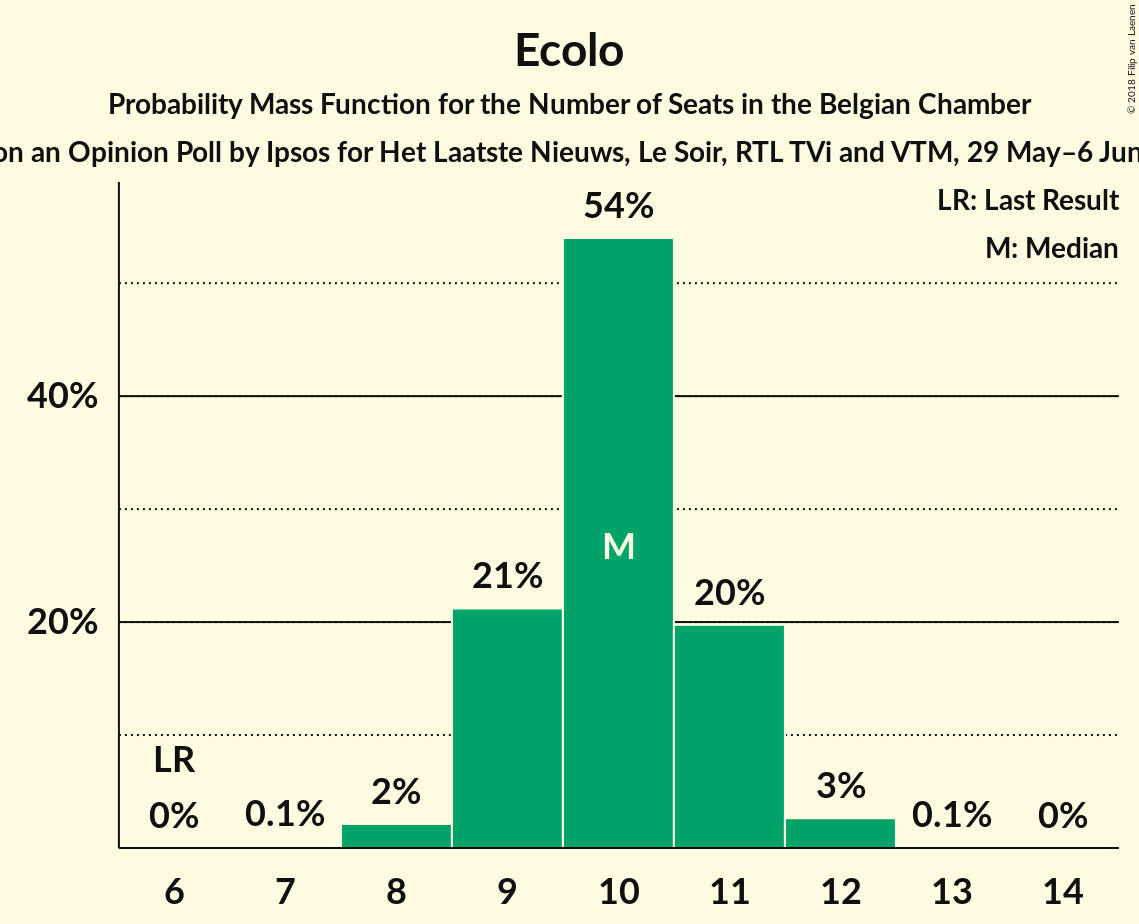 Ecolo
Probability Mass Function for the Number of Seats in the Belgian Chamber
on an Opinion Poll by Ipsos for Het Laatste Nieuws, Le Soir, RTL TVi and VTM, 29 May–6 Jun
© 2018 Filip van Laenen
LR: Last Result
M: Median
54%
40%
M
21%
20%
20%
LR
0%
0.1%
2%
3%
0.1%
0%
6 7 8 9 10 11 12 13 14